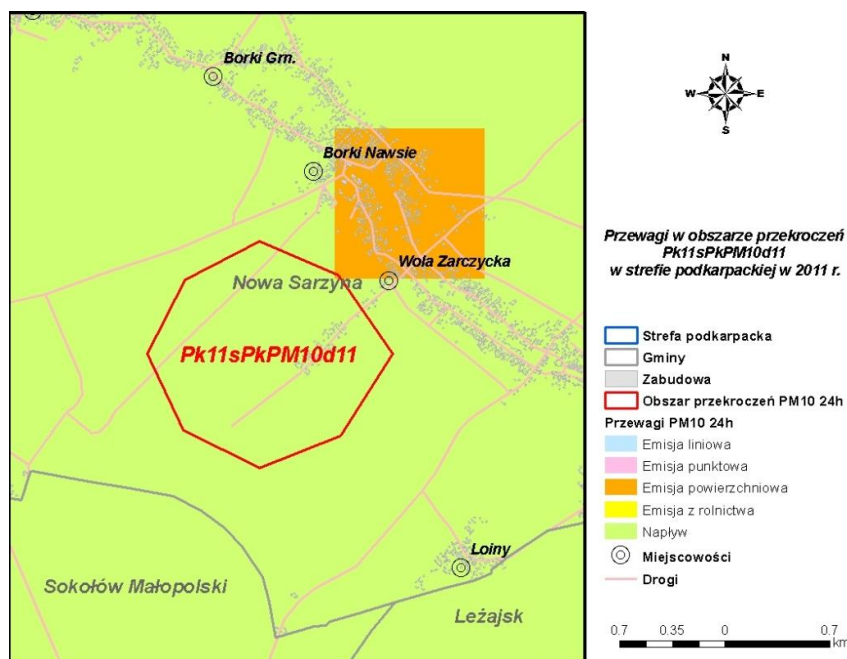 Borki Grn.
Borki Nawsie
Wola Zarczycka
Nowa Sarzyna
Pk11sPkPM10d11
Loiny
Sokołów Małopolski
Leżajsk
N
W E
S
Przewagi w obszarze przekroczeń
Pk11sPkPM10d11
w strefie podkarpackiej w 2011 r.
Strefa podkarpacka
Gminy
Zabudowa
Obszar przekroczeń PM10 24h
Przewagi PM10 24h
Emisja liniowa
Emisja punktowa
Emisja powierzchniowa
Emisja z rolnictwa
Napływ
Miejscowości
Drogi
0.7 0.35 0 0.7
km